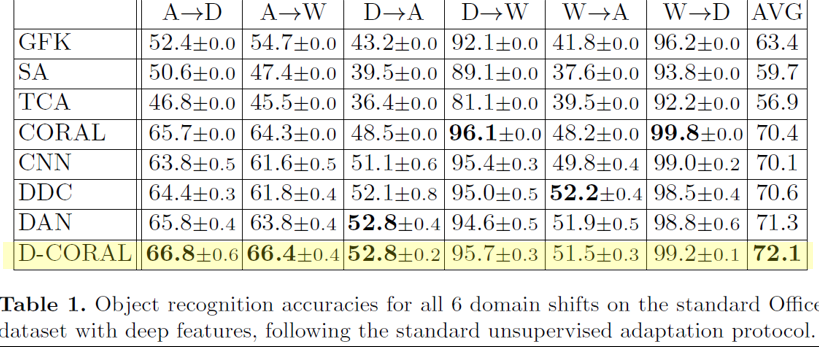 A→D A→W D→A D→W W→A W→D AVG
GFK 52.4±0.0 54.7±0.0 43.2±0.0 92.1±0.0 41.8±0.0 96.2±0.0 63.4
SA 50.6±0.0 47.4±0.0 39.5±0.0 89.1±0.0 37.6±0.0 93.8±0.0 59.7
TCA 46.8±0.0 45.5±0.0 36.4±0.0 81.1±0.0 39.5±0.0 92.2±0.0 56.9
CORAL 65.7±0.0 64.3±0.0 48.5±0.0 96.1±0.0 48.2±0.0 99.8±0.0 70.4
CNN 63.8±0.5 61.6±0.5 51.1±0.6 95.4±0.3 49.8±0.4 99.0±0.2 70.1
DDC 64.4±0.3 61.8±0.4 52.1±0.8 95.0±0.5 52.2±0.4 98.5±0.4 70.6
DAN 65.8±0.4 63.8±0.4 52.8±0.4 94.6±0.5 51.9±0.5 98.8±0.6 71.3
D-CORAL 66.8±0.6 66.4±0.4 52.8±0.2 95.7±0.3 51.5±0.3 99.2±0.1 72.1
Table 1. Object recognition accuracies for all 6 domain shifts on the standard Office
dataset with deep features, following the standard unsupervised adaptation protocol.